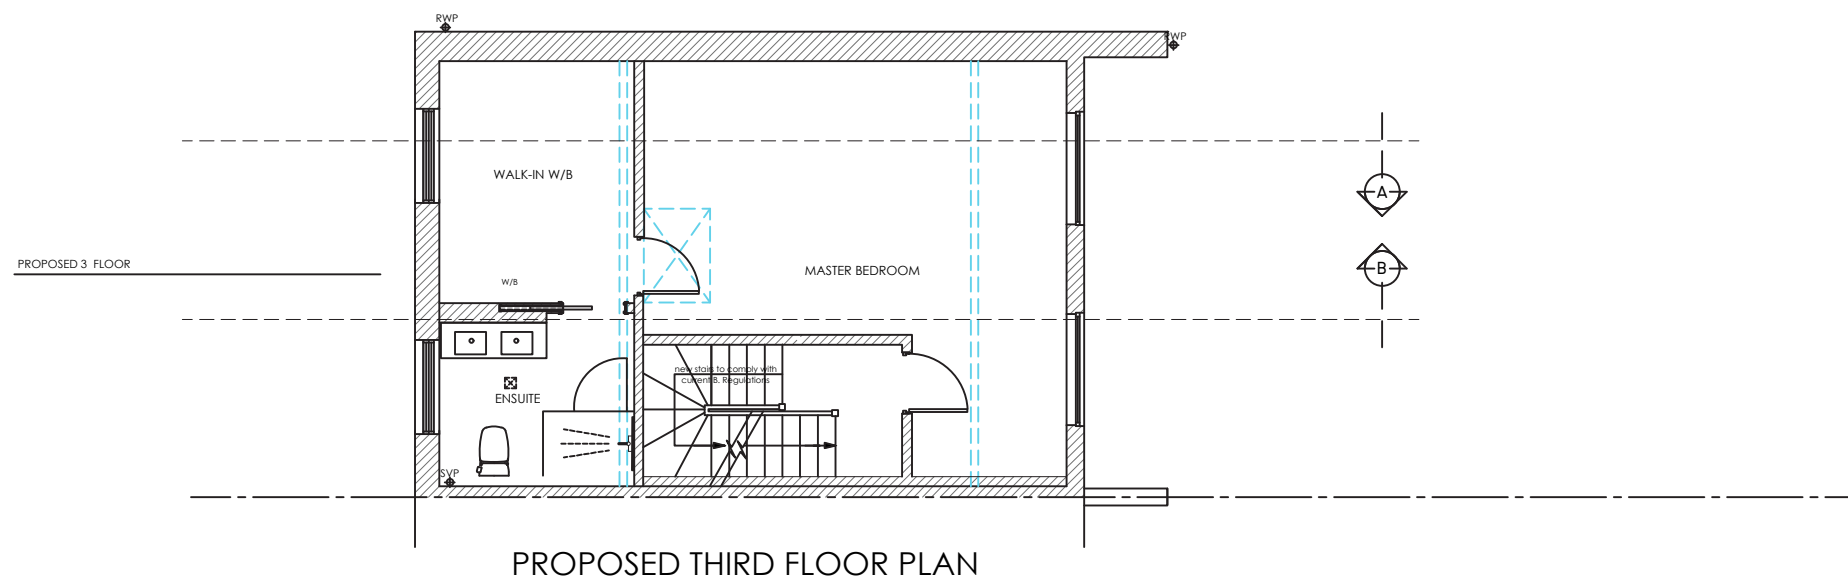 RWP
RWP
WALK-IN W/B
A
PROPOSED 3 FLOOR
MASTER BEDROOM
B
W/B
new stairs to comply with
current B. Regulations
ENSUITE
SVP
PROPOSED THIRD FLOOR PLAN